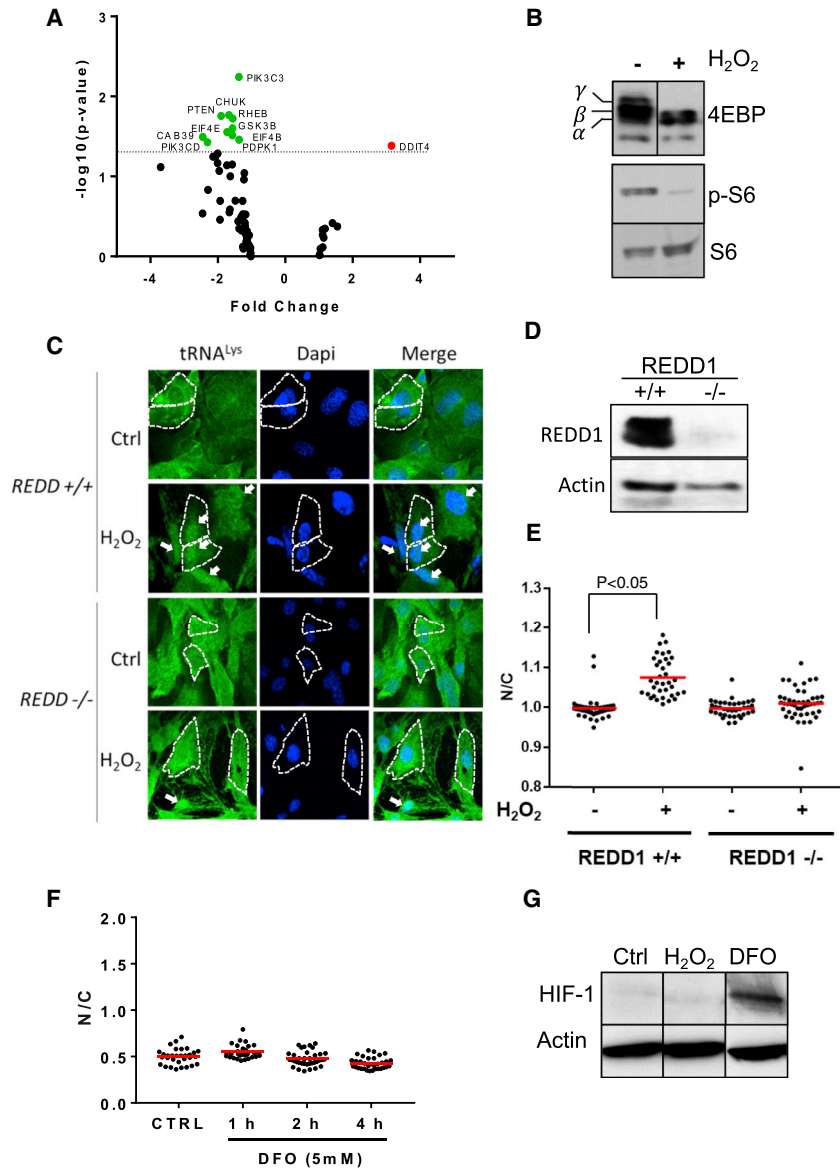 A
3
2
1
0
-log10(p-value)
PIK3C3
CHUK
PTEN
RHEB
EIF4E
GSK3B
CAB39
EIF4B
PIK3CD
PDPK1
DDIT4
-4
-2
0
2
4
Fold Change
B
- + H₂O₂
γ
β
α
4EBP
p-S6
S6
C
tRNAᴸʸˢ Dapi Merge
REDD +/+
Ctrl
H₂O₂
REDD -/-
Ctrl
H₂O₂
D
REDD1
+/+ -/-
REDD1
Actin
E
P<0.05
1.3
1.2
1.1
1.0
0.9
0.8
N/C
H₂O₂ - + - +
REDD1 +/+ REDD1 -/-
F
2.0
1.5
1.0
0.5
0.0
N/C
CTRL 1 h 2 h 4 h
DFO (5mM)
G
Ctrl H₂O₂ DFO
HIF-1
Actin